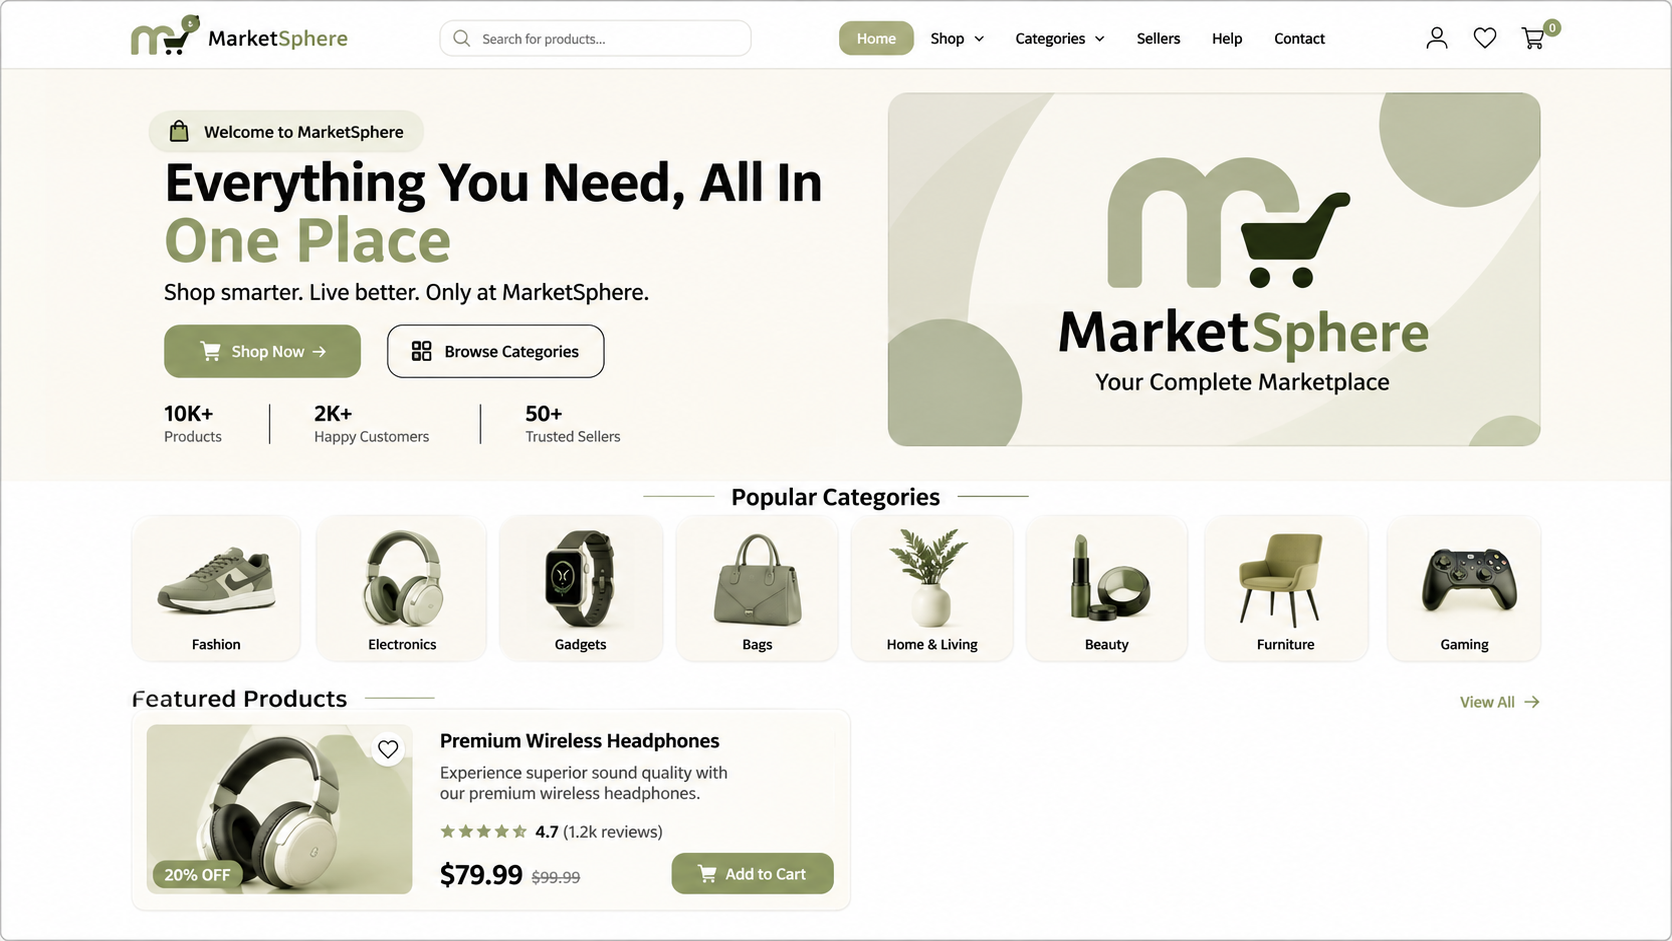 MarketSphere
Search for products...
Home
Shop
Categories
Sellers
Help
Contact
0
Welcome to MarketSphere
Everything You Need, All In
One Place
Shop smarter. Live better. Only at MarketSphere.
Shop Now →
Browse Categories
10K+
Products
2K+
Happy Customers
50+
Trusted Sellers
m
MarketSphere
Your Complete Marketplace
Popular Categories
Fashion
Electronics
Gadgets
Bags
Home & Living
Beauty
Furniture
Gaming
Featured Products
View All →
20% OFF
Premium Wireless Headphones
Experience superior sound quality with
our premium wireless headphones.
4.7 (1.2k reviews)
$79.99 $99.99
Add to Cart